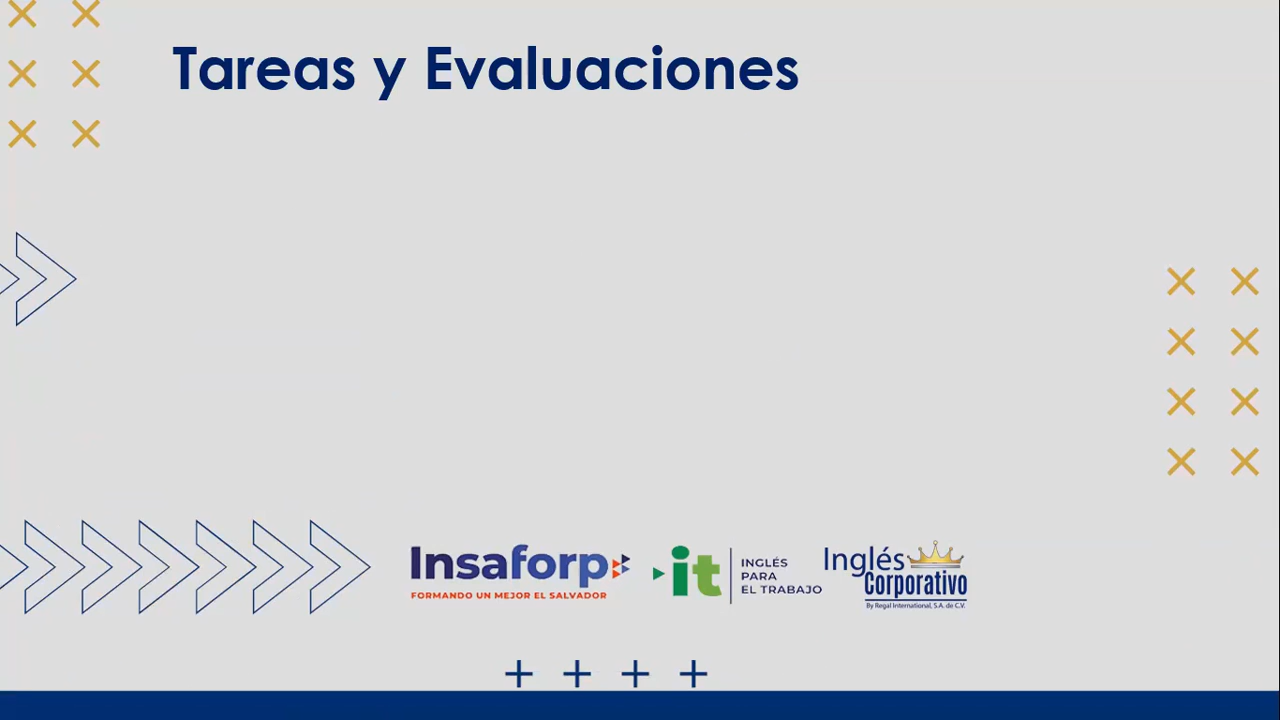 Tareas y Evaluaciones
Insaforp
FORMANDO UN MEJOR EL SALVADOR
it
INGLÉS
PARA
EL TRABAJO
Inglés
Corporativo
By Regal International, S.A. de C.V.